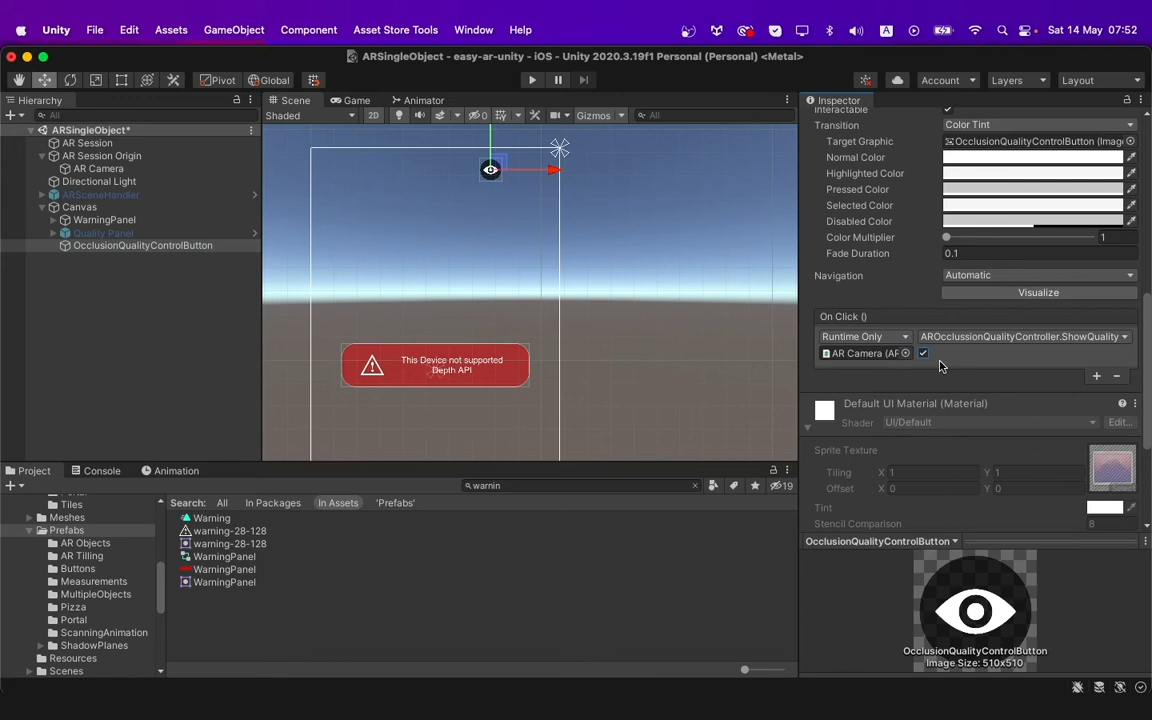 Unity File Edit Assets GameObject Component Asset Store Tools Window Help A Sat 14 May 07:52
ARSingleObject - easy-ar-unity - iOS - Unity 2020.3.19f1 Personal (Personal) <Metal>
Pivot Global Account Layers Layout
Hierarchy Scene Game Animator Inspector
All Shaded 2D 0 Gizmos All
Interactable
ARSingleObject*
AR Session
AR Session Origin
AR Camera
Directional Light
ARSceneHandler
Canvas
WarningPanel
Quality Panel
OcclusionQualityControlButton
This Device not supported
Depth API
Transition Color Tint
Target Graphic OcclusionQualityControlButton (Imag
Normal Color
Highlighted Color
Pressed Color
Selected Color
Disabled Color
Color Multiplier 1
Fade Duration 0.1
Navigation Automatic
Visualize
On Click ()
Runtime Only AROcclusionQualityController.ShowQuality
AR Camera (AR
+ −
Default UI Material (Material)
Shader UI/Default Edit...
Sprite Texture
Tiling X 1 Y 1
Offset X 0 Y 0
Select
Tint
Stencil Comparison 8
Project Console Animation
warnin 19
Search: All In Packages In Assets 'Prefabs'
Tiles
Meshes
Prefabs
AR Objects
AR Tilling
Buttons
Measurements
MultipleObjects
Pizza
Portal
ScanningAnimation
ShadowPlanes
Resources
Scenes
Warning
warning-28-128
warning-28-128
WarningPanel
WarningPanel
WarningPanel
OcclusionQualityControlButton
OcclusionQualityControlButton
Image Size: 510x510